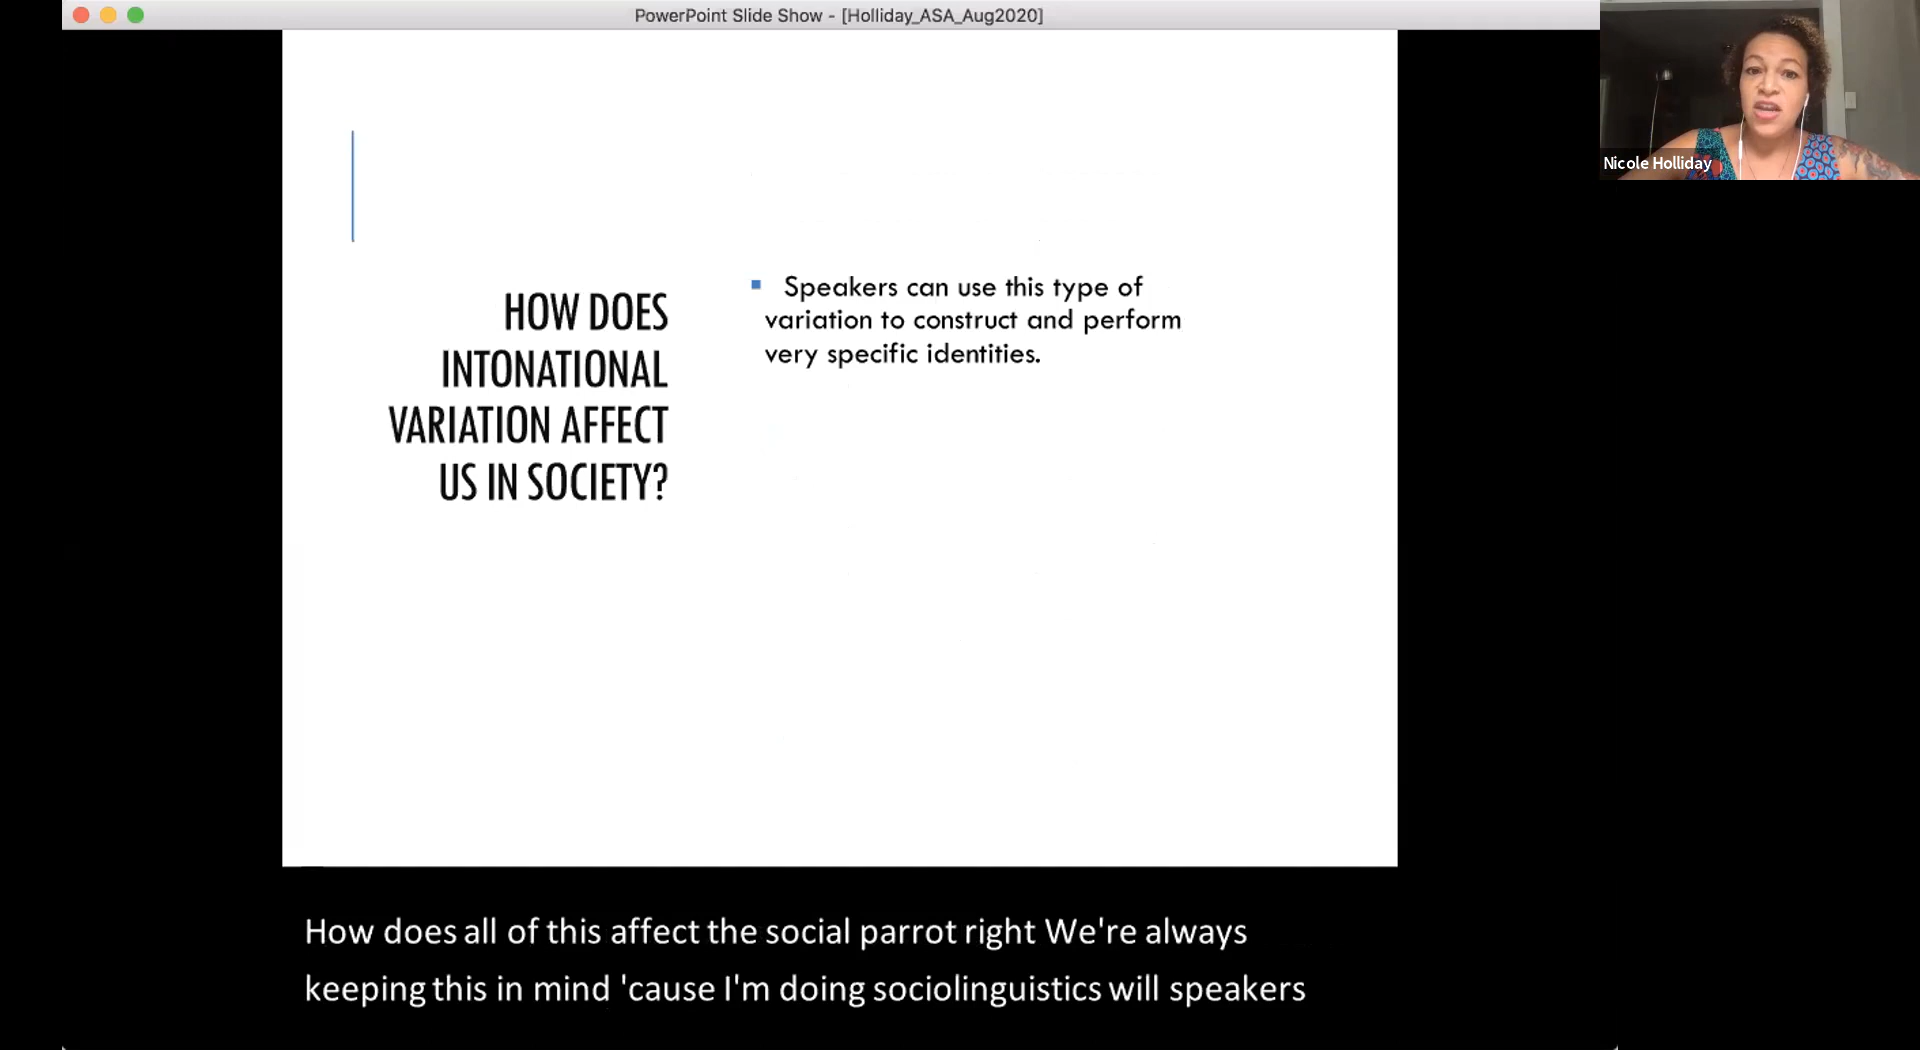 PowerPoint Slide Show - [Holliday_ASA_Aug2020]
Nicole Holliday
HOW DOES
INTONATIONAL
VARIATION AFFECT
US IN SOCIETY?
Speakers can use this type of
variation to construct and perform
very specific identities.
How does all of this affect the social parrot right We're always
keeping this in mind 'cause I'm doing sociolinguistics will speakers